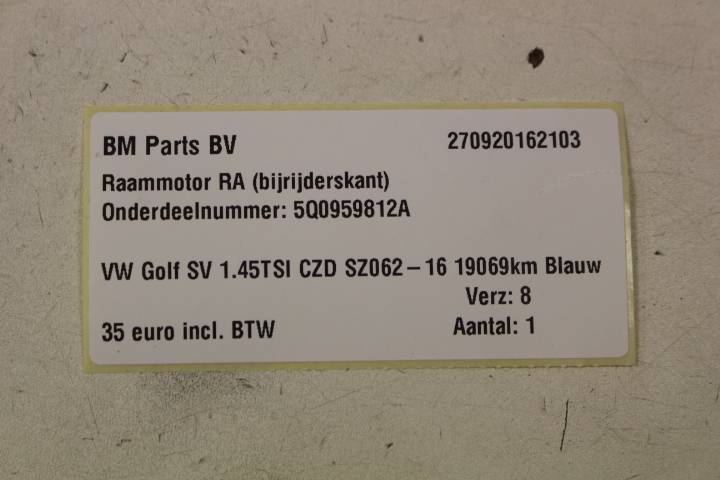 BM Parts BV 270920162103
Raammotor RA (bijrijderskant)
Onderdeelnummer: 5Q0959812A
VW Golf SV 1.45TSI CZD SZ062-16 19069km Blauw
Verz: 8
35 euro incl. BTW Aantal: 1